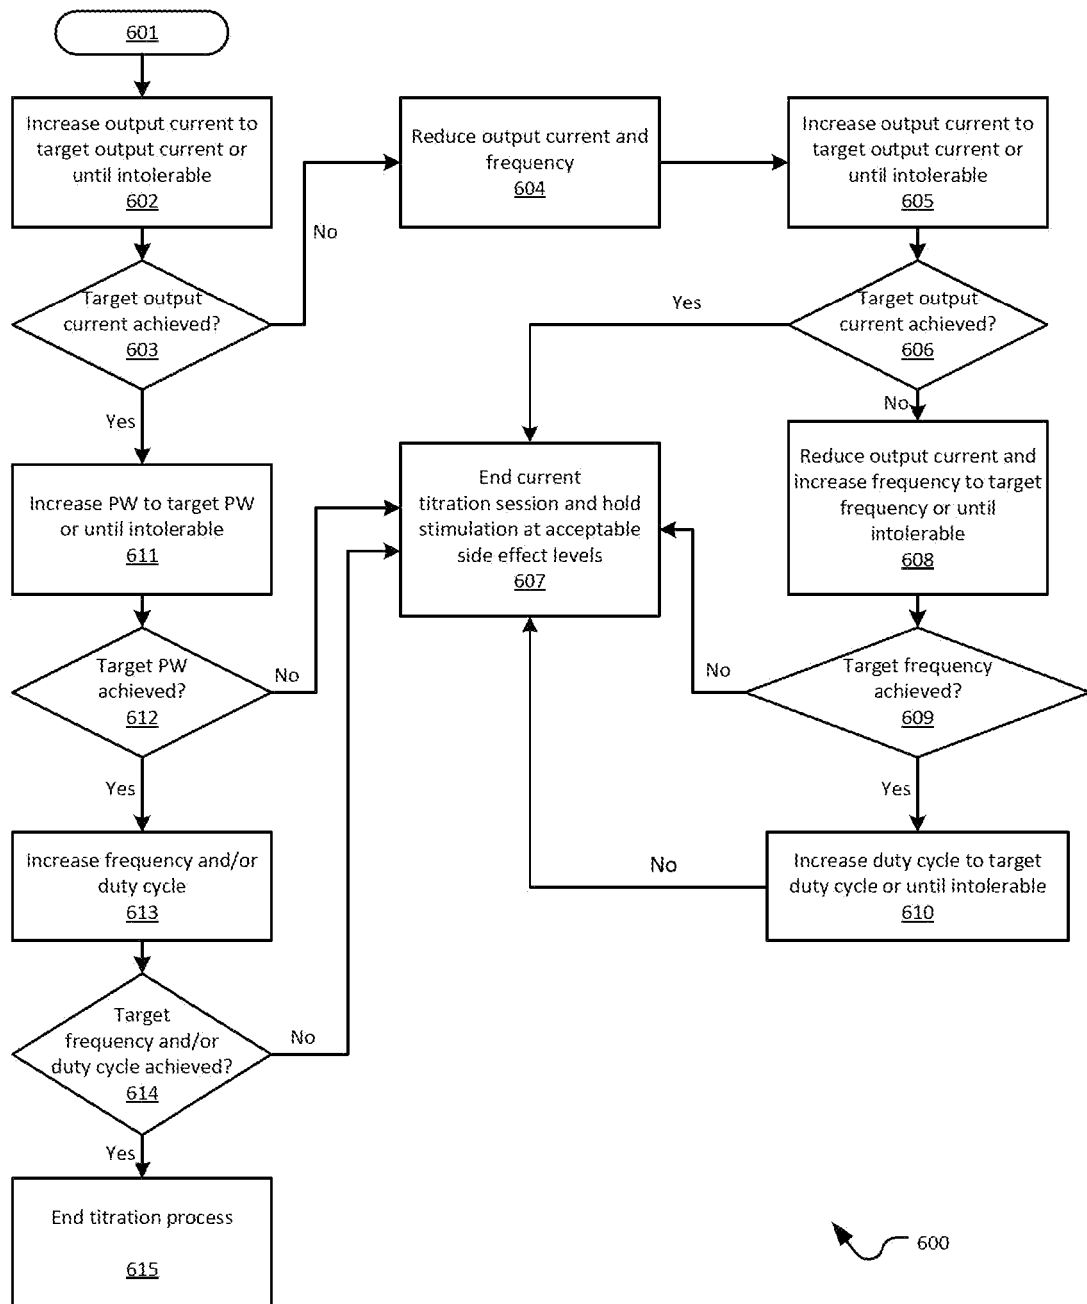 601
Increase output current to
target output current or
until intolerable
602
Target output
current achieved?
603
No
Yes
Reduce output current and
frequency
604
Increase output current to
target output current or
until intolerable
605
Target output
current achieved?
606
Yes
No
End current
titration session and hold
stimulation at acceptable
side effect levels
607
Reduce output current and
increase frequency to target
frequency or until
intolerable
608
Target frequency
achieved?
609
No
Yes
Increase duty cycle to target
duty cycle or until intolerable
610
No
Increase PW to target PW
or until intolerable
611
Target PW
achieved?
612
No
Yes
Increase frequency and/or
duty cycle
613
Target
frequency and/or
duty cycle achieved?
614
No
Yes
End titration process
615
600